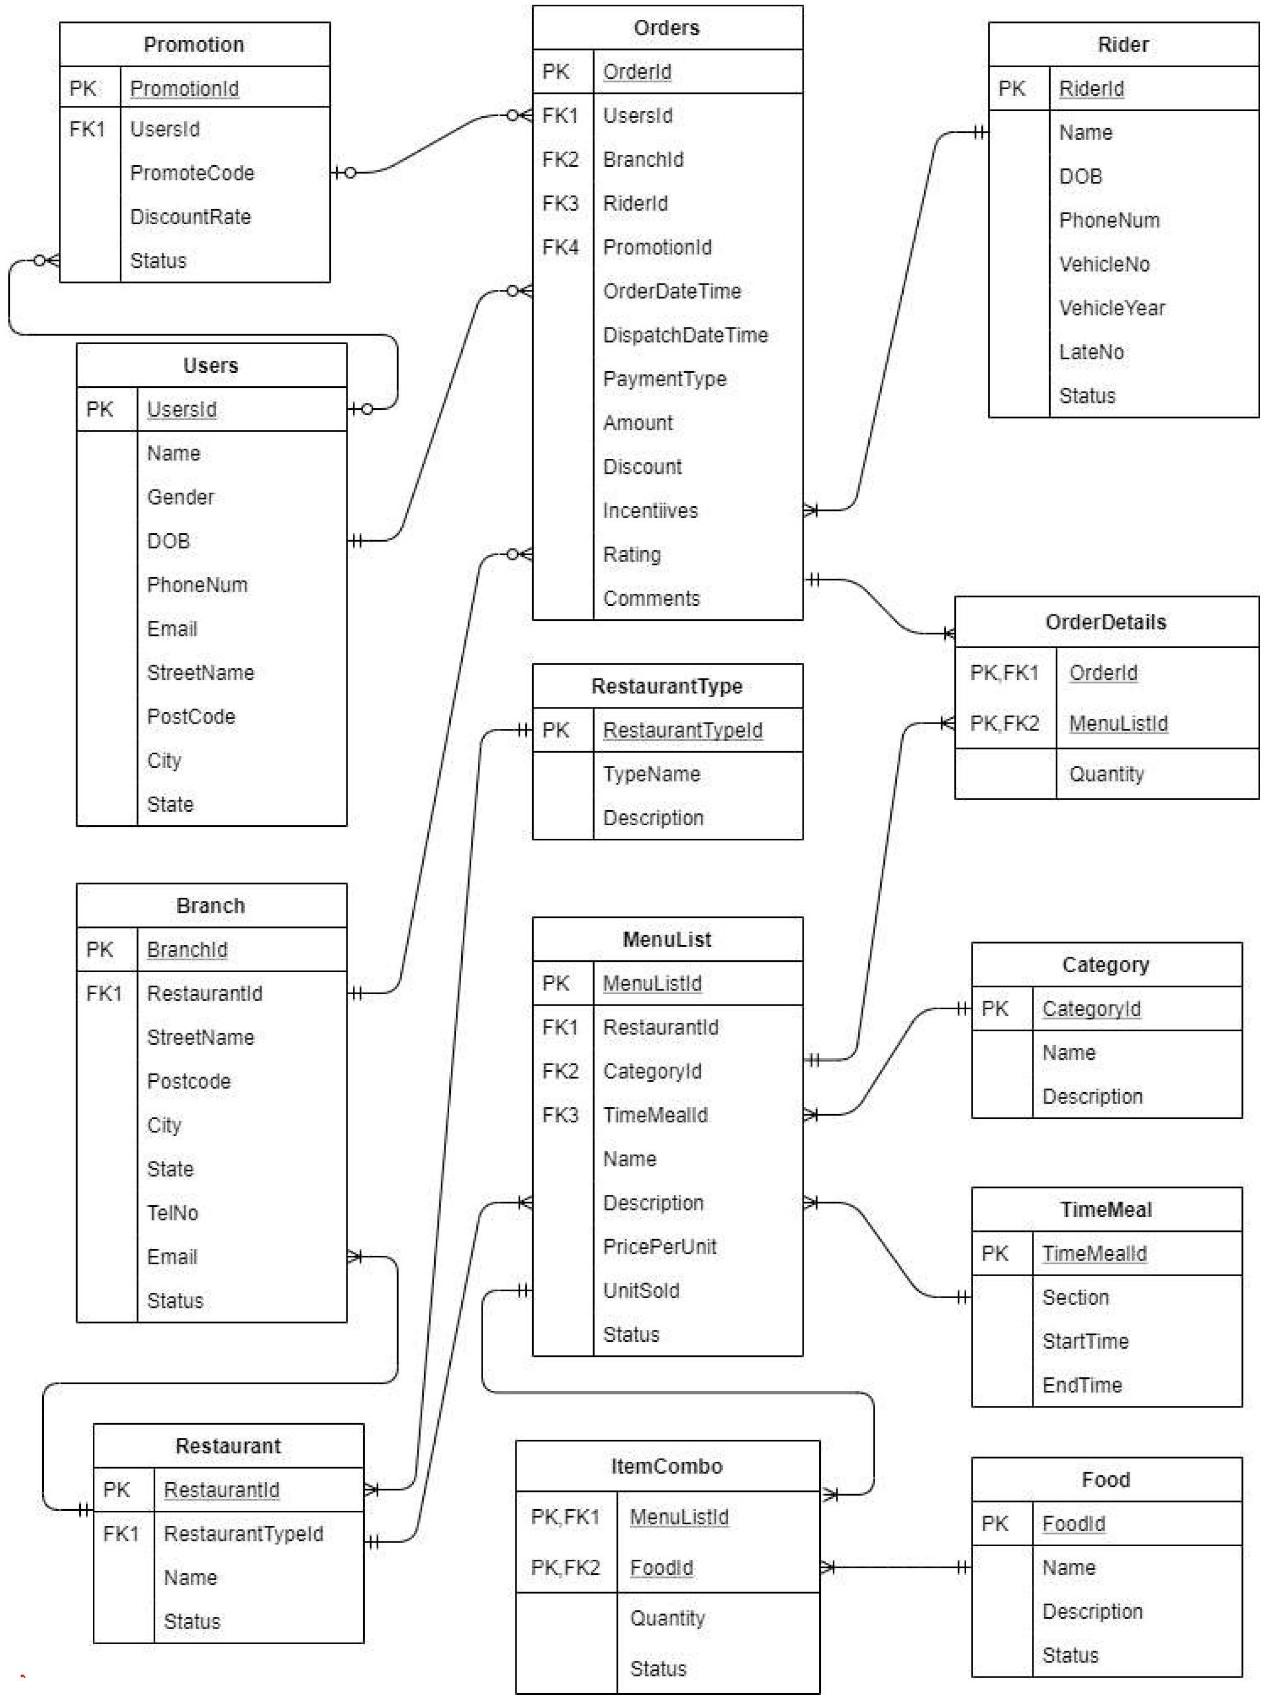 Promotion
PK PromotionId
FK1 UsersId
PromoteCode
DiscountRate
Status
Orders
PK OrderId
FK1 UsersId
FK2 BranchId
FK3 RiderId
FK4 PromotionId
OrderDateTime
DispatchDateTime
PaymentType
Amount
Discount
Incentiives
Rating
Comments
Rider
PK RiderId
Name
DOB
PhoneNum
VehicleNo
VehicleYear
LateNo
Status
Users
PK UsersId
Name
Gender
DOB
PhoneNum
Email
StreetName
PostCode
City
State
OrderDetails
PK,FK1 OrderId
PK,FK2 MenuListId
Quantity
RestaurantType
PK RestaurantTypeId
TypeName
Description
Branch
PK BranchId
FK1 RestaurantId
StreetName
Postcode
City
State
TelNo
Email
Status
MenuList
PK MenuListId
FK1 RestaurantId
FK2 CategoryId
FK3 TimeMealId
Name
Description
PricePerUnit
UnitSold
Status
Category
PK CategoryId
Name
Description
TimeMeal
PK TimeMealId
Section
StartTime
EndTime
Restaurant
PK RestaurantId
FK1 RestaurantTypeId
Name
Status
ItemCombo
PK,FK1 MenuListId
PK,FK2 FoodId
Quantity
Status
Food
PK FoodId
Name
Description
Status